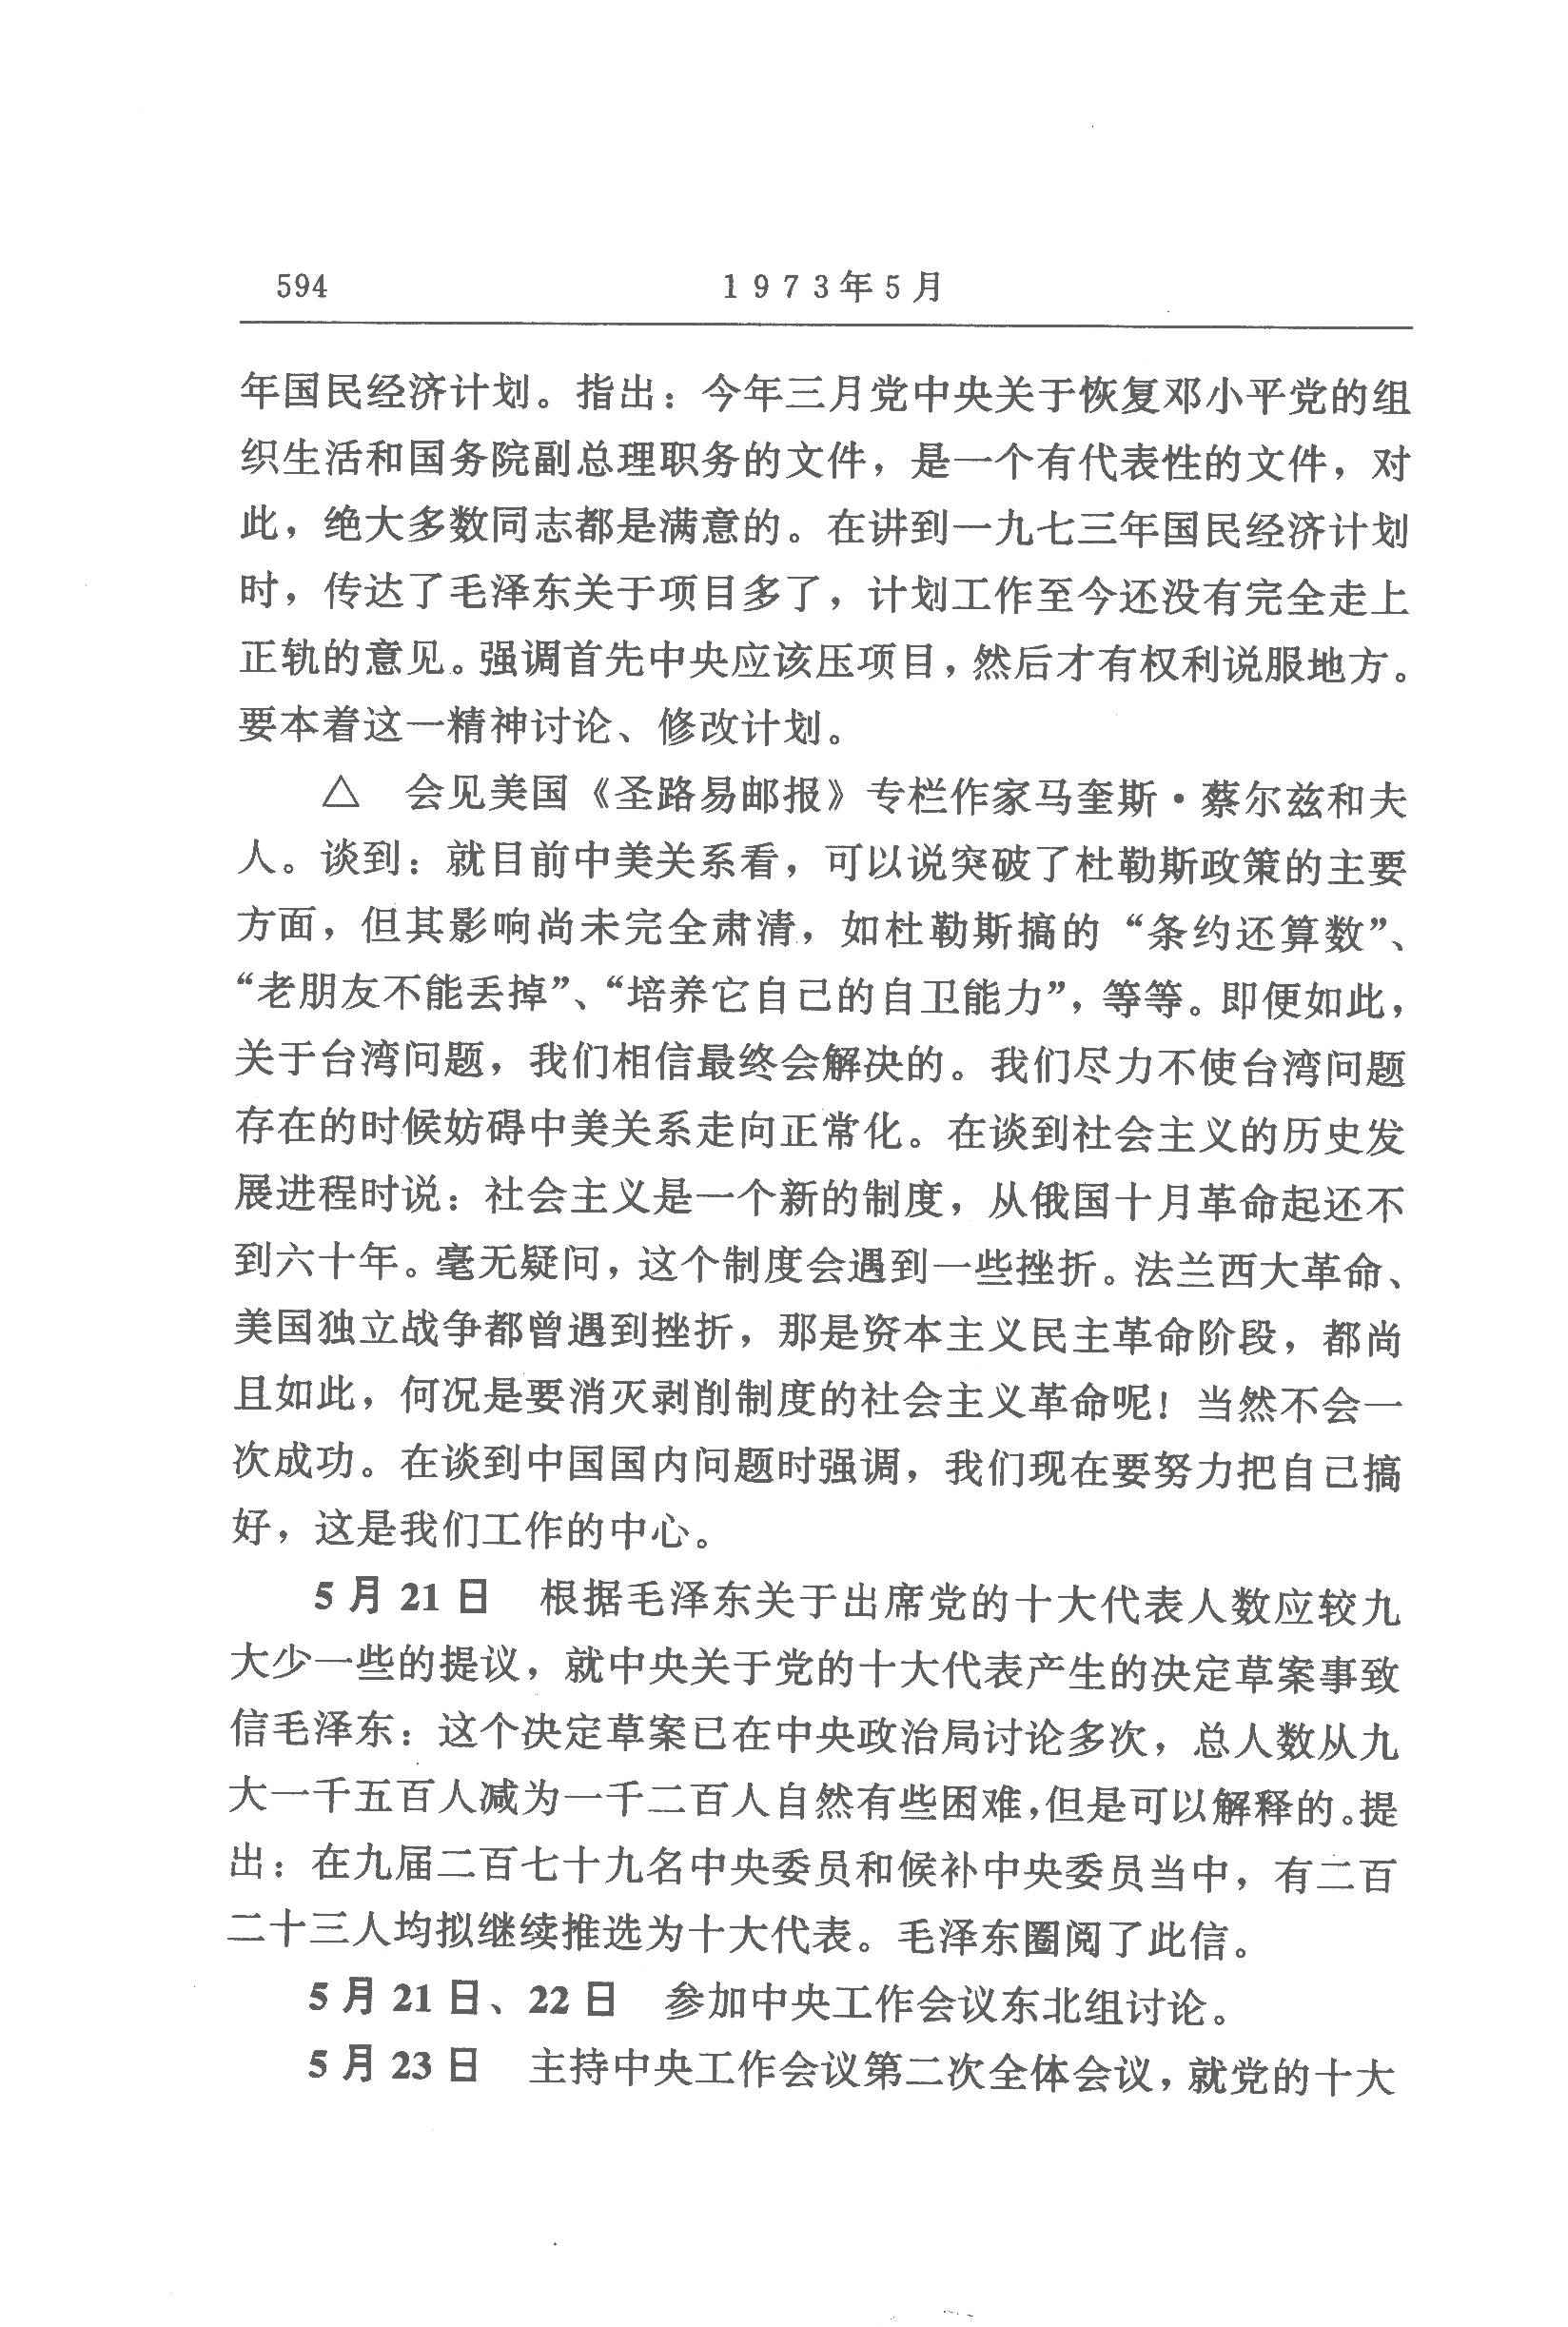 594 1973年5月
年国民经济计划。指出：今年三月党中央关于恢复邓小平党的组
织生活和国务院副总理职务的文件，是一个有代表性的文件，对
此，绝大多数同志都是满意的。在讲到一九七三年国民经济计划
时，传达了毛泽东关于项目多了，计划工作至今还没有完全走上
正轨的意见。强调首先中央应该压项目，然后才有权利说服地方。
要本着这一精神讨论、修改计划。
△ 会见美国《圣路易邮报》专栏作家马奎斯·蔡尔兹和夫
人。谈到：就目前中美关系看，可以说突破了杜勒斯政策的主要
方面，但其影响尚未完全肃清，如杜勒斯搞的“条约还算数”、
“老朋友不能丢掉”、“培养它自己的自卫能力”，等等。即便如此，
关于台湾问题，我们相信最终会解决的。我们尽力不使台湾问题
存在的时候妨碍中美关系走向正常化。在谈到社会主义的历史发
展进程时说：社会主义是一个新的制度，从俄国十月革命起还不
到六十年。毫无疑问，这个制度会遇到一些挫折。法兰西大革命、
美国独立战争都曾遇到挫折，那是资本主义民主革命阶段，都尚
且如此，何况是要消灭剥削制度的社会主义革命呢！当然不会一
次成功。在谈到中国国内问题时强调，我们现在要努力把自己搞
好，这是我们工作的中心。
5月21日 根据毛泽东关于出席党的十大代表人数应较九
大少一些的提议，就中央关于党的十大代表产生的决定草案事致
信毛泽东：这个决定草案已在中央政治局讨论多次，总人数从九
大一千五百人减为一千二百人自然有些困难，但是可以解释的。提
出：在九届二百七十九名中央委员和候补中央委员当中，有二百
二十三人均拟继续推选为十大代表。毛泽东圈阅了此信。
5月21日、22日 参加中央工作会议东北组讨论。
5月23日 主持中央工作会议第二次全体会议，就党的十大